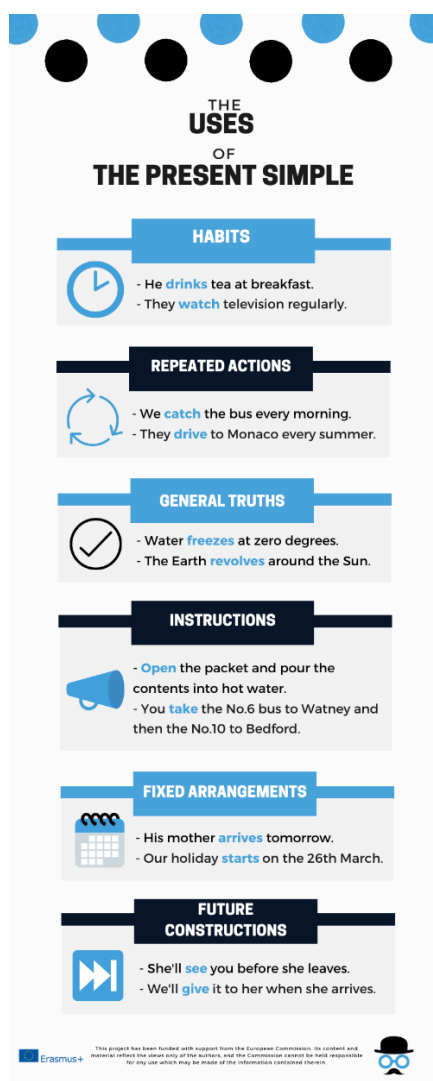 THE
USES
OF
THE PRESENT SIMPLE
HABITS
- He drinks tea at breakfast.
- They watch television regularly.
REPEATED ACTIONS
- We catch the bus every morning.
- They drive to Monaco every summer.
GENERAL TRUTHS
- Water freezes at zero degrees.
- The Earth revolves around the Sun.
INSTRUCTIONS
- Open the packet and pour the
contents into hot water.
- You take the No.6 bus to Watney and
then the No.10 to Bedford.
FIXED ARRANGEMENTS
- His mother arrives tomorrow.
- Our holiday starts on the 26th March.
FUTURE
CONSTRUCTIONS
- She'll see you before she leaves.
- We'll give it to her when she arrives.
Erasmus+
This project has been funded with support from the European Commission. Its content and
material reflect the views only of the authors, and the Commission cannot be held responsible
for any use which may be made of the information contained therein.